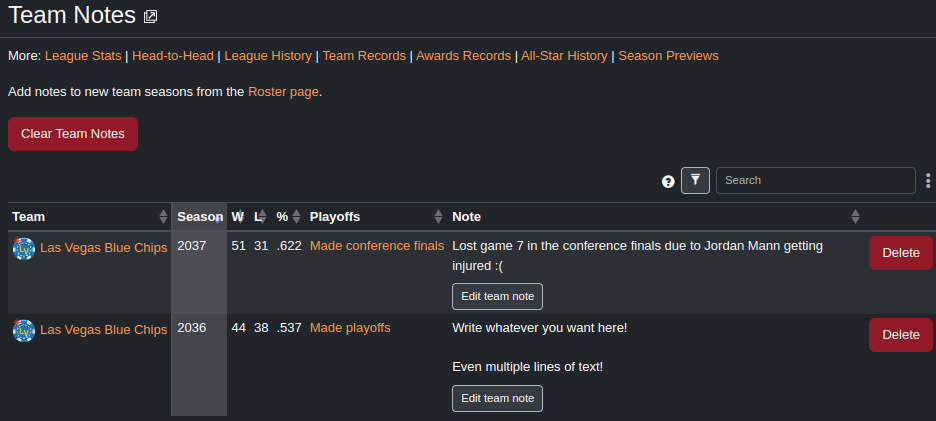 Team Notes
More: League Stats | Head-to-Head | League History | Team Records | Awards Records | All-Star History | Season Previews
Add notes to new team seasons from the Roster page.
Clear Team Notes
Search
Team Season W L % Playoffs Note
Las Vegas Blue Chips 2037 51 31 .622 Made conference finals Lost game 7 in the conference finals due to Jordan Mann getting Delete
injured :(
Edit team note
Las Vegas Blue Chips 2036 44 38 .537 Made playoffs Write whatever you want here! Delete
Even multiple lines of text!
Edit team note